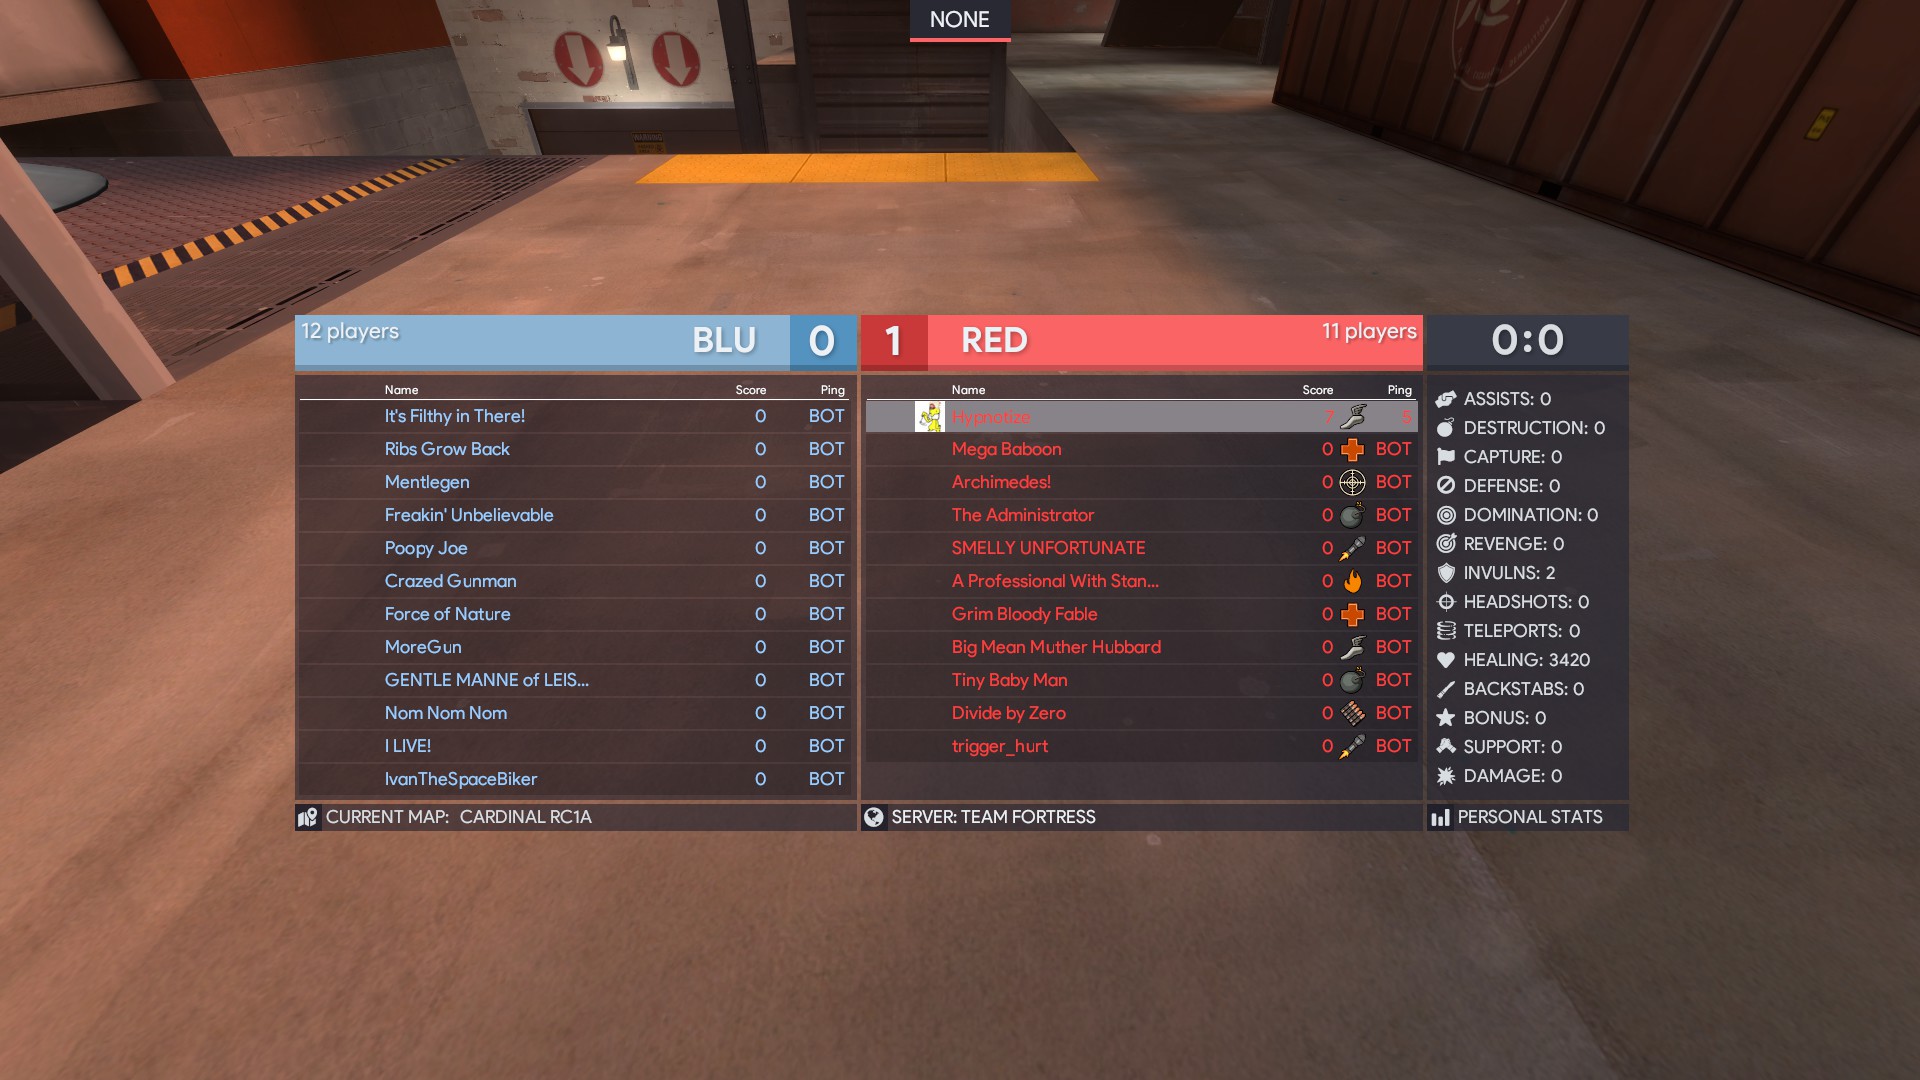 NONE
12 players BLU 0
1 RED 11 players
0:0
Name Score Ping
It's Filthy in There! 0 BOT
Ribs Grow Back 0 BOT
Mentlegen 0 BOT
Freakin' Unbelievable 0 BOT
Poopy Joe 0 BOT
Crazed Gunman 0 BOT
Force of Nature 0 BOT
MoreGun 0 BOT
GENTLE MANNE of LEIS... 0 BOT
Nom Nom Nom 0 BOT
I LIVE! 0 BOT
IvanTheSpaceBiker 0 BOT
Name Score Ping
Hypnotize 7 5
Mega Baboon 0 BOT
Archimedes! 0 BOT
The Administrator 0 BOT
SMELLY UNFORTUNATE 0 BOT
A Professional With Stan... 0 BOT
Grim Bloody Fable 0 BOT
Big Mean Muther Hubbard 0 BOT
Tiny Baby Man 0 BOT
Divide by Zero 0 BOT
trigger_hurt 0 BOT
ASSISTS: 0
DESTRUCTION: 0
CAPTURE: 0
DEFENSE: 0
DOMINATION: 0
REVENGE: 0
INVULNS: 2
HEADSHOTS: 0
TELEPORTS: 0
HEALING: 3420
BACKSTABS: 0
BONUS: 0
SUPPORT: 0
DAMAGE: 0
CURRENT MAP: CARDINAL RC1A
SERVER: TEAM FORTRESS
PERSONAL STATS
WARNING